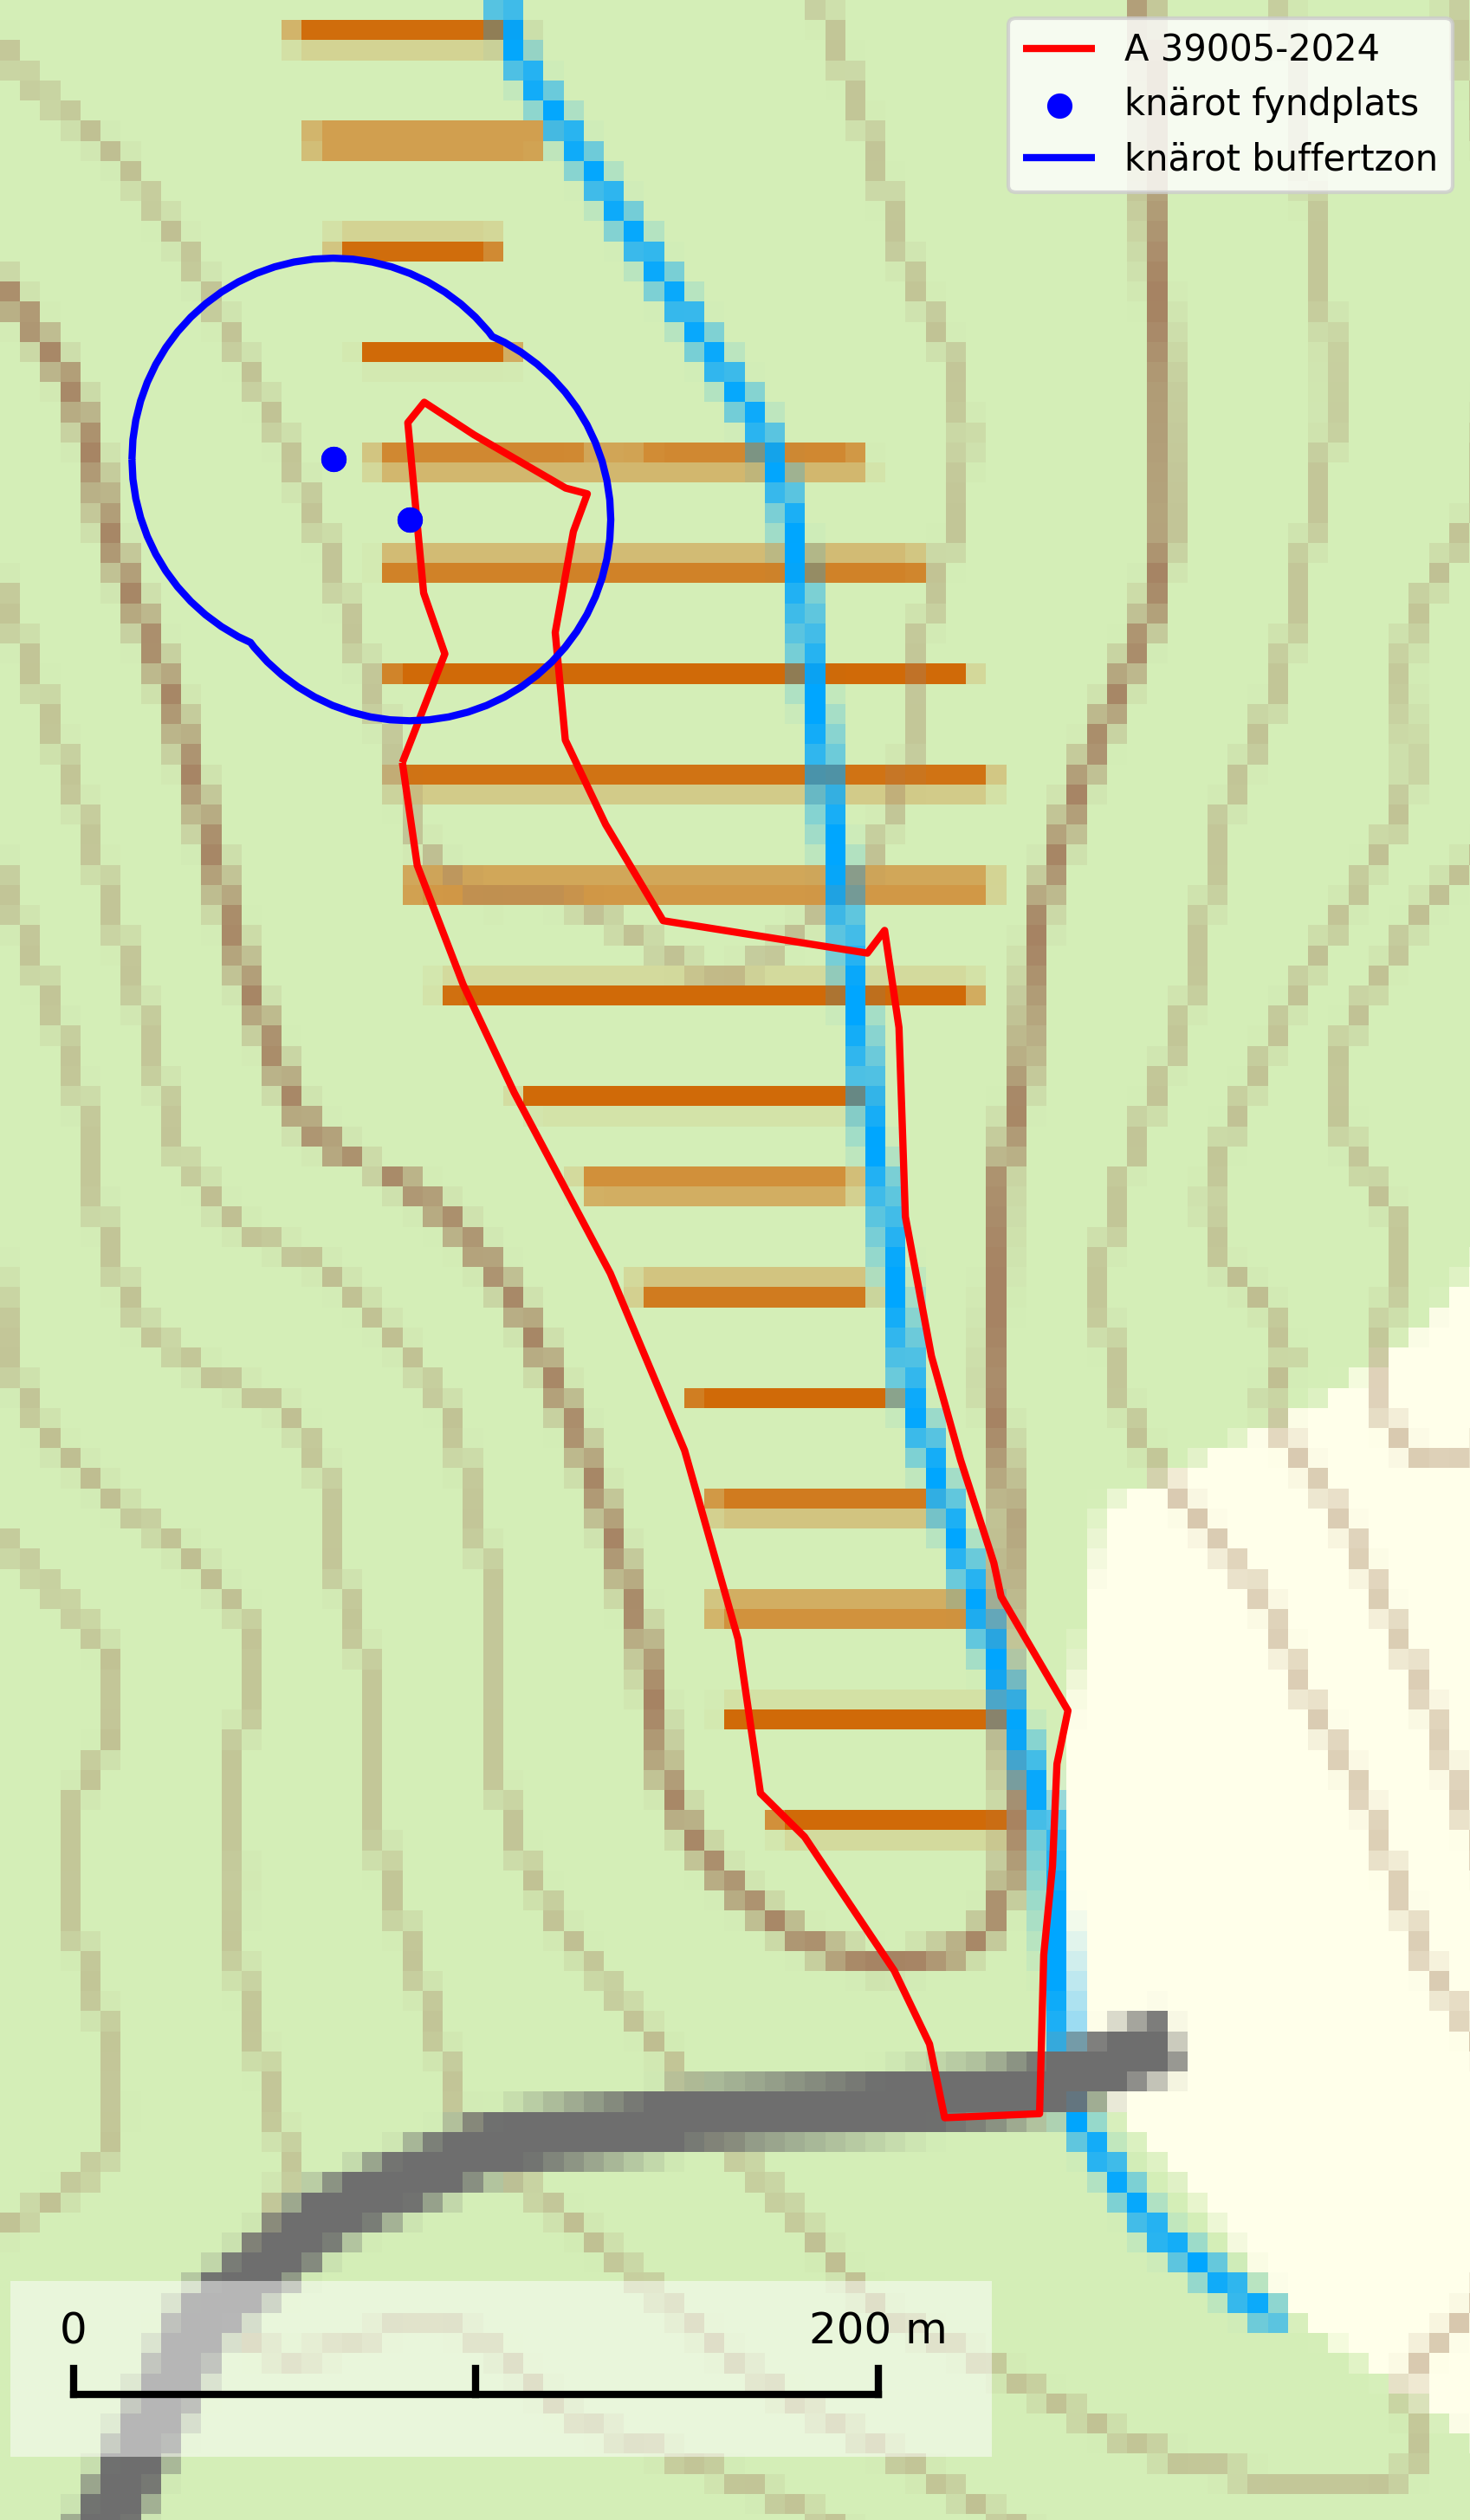 A 39005-2024
knärot fyndplats
knärot buffertzon
0 200 m